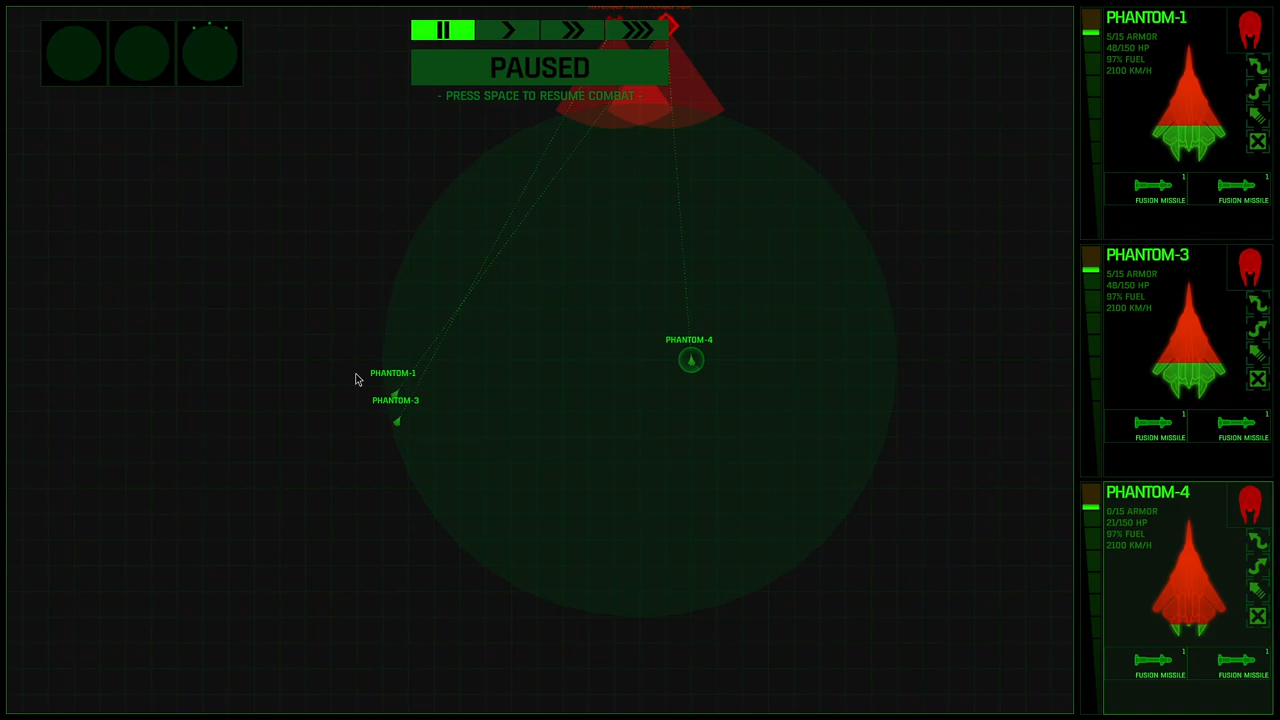 PAUSED
- PRESS SPACE TO RESUME COMBAT -
PHANTOM-4
PHANTOM-1
PHANTOM-3
PHANTOM-1
5/15 ARMOR
48/150 HP
97% FUEL
2100 KM/H
1
1
FUSION MISSILE
FUSION MISSILE
PHANTOM-3
5/15 ARMOR
48/150 HP
97% FUEL
2100 KM/H
1
1
FUSION MISSILE
FUSION MISSILE
PHANTOM-4
0/15 ARMOR
21/150 HP
97% FUEL
2100 KM/H
1
1
FUSION MISSILE
FUSION MISSILE